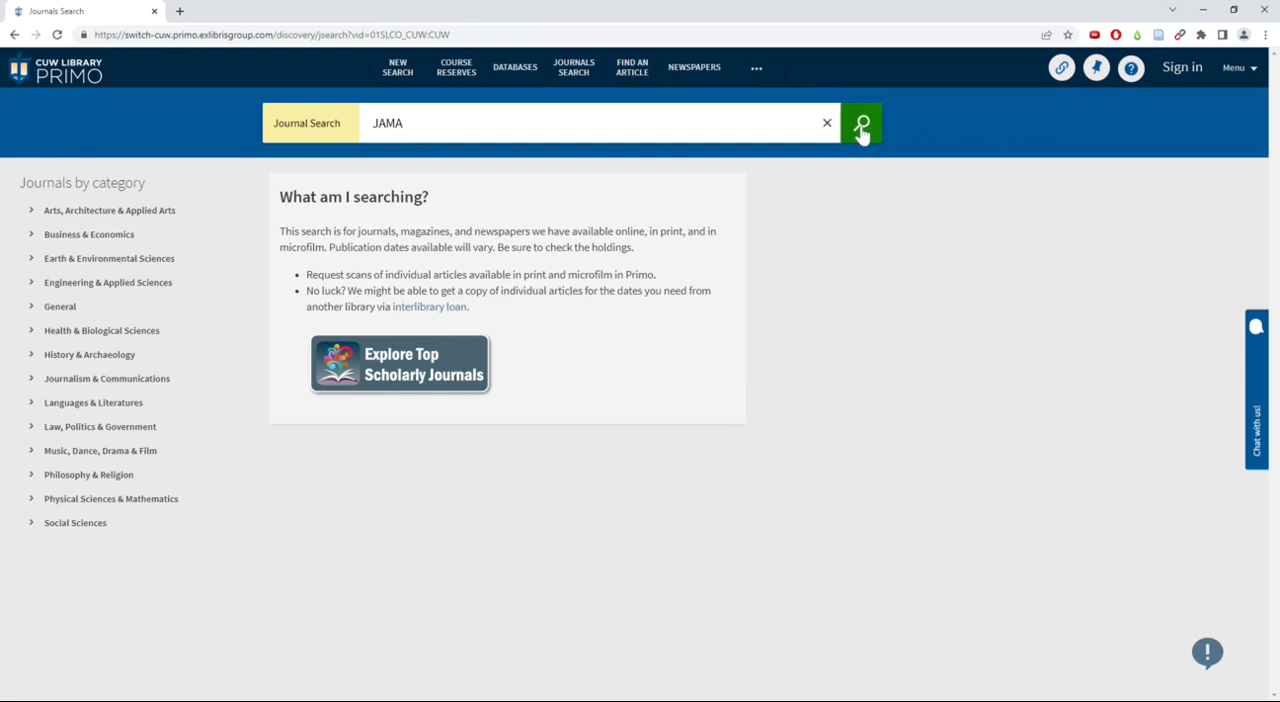 Journals Search
https://switch-cuw.primo.exlibrisgroup.com/discovery/jsearch?vid=01SLCO_CUW:CUW
CUW LIBRARY
PRIMO
NEW
SEARCH
COURSE
RESERVES
DATABASES
JOURNALS
SEARCH
FIND AN
ARTICLE
NEWSPAPERS
...
Sign in
Menu
Journal Search
JAMA
Journals by category
Arts, Architecture & Applied Arts
Business & Economics
Earth & Environmental Sciences
Engineering & Applied Sciences
General
Health & Biological Sciences
History & Archaeology
Journalism & Communications
Languages & Literatures
Law, Politics & Government
Music, Dance, Drama & Film
Philosophy & Religion
Physical Sciences & Mathematics
Social Sciences
What am I searching?
This search is for journals, magazines, and newspapers we have available online, in print, and in
microfilm. Publication dates available will vary. Be sure to check the holdings.
• Request scans of individual articles available in print and microfilm in Primo.
• No luck? We might be able to get a copy of individual articles for the dates you need from
another library via interlibrary loan.
Explore Top
Scholarly Journals
Chat with us!